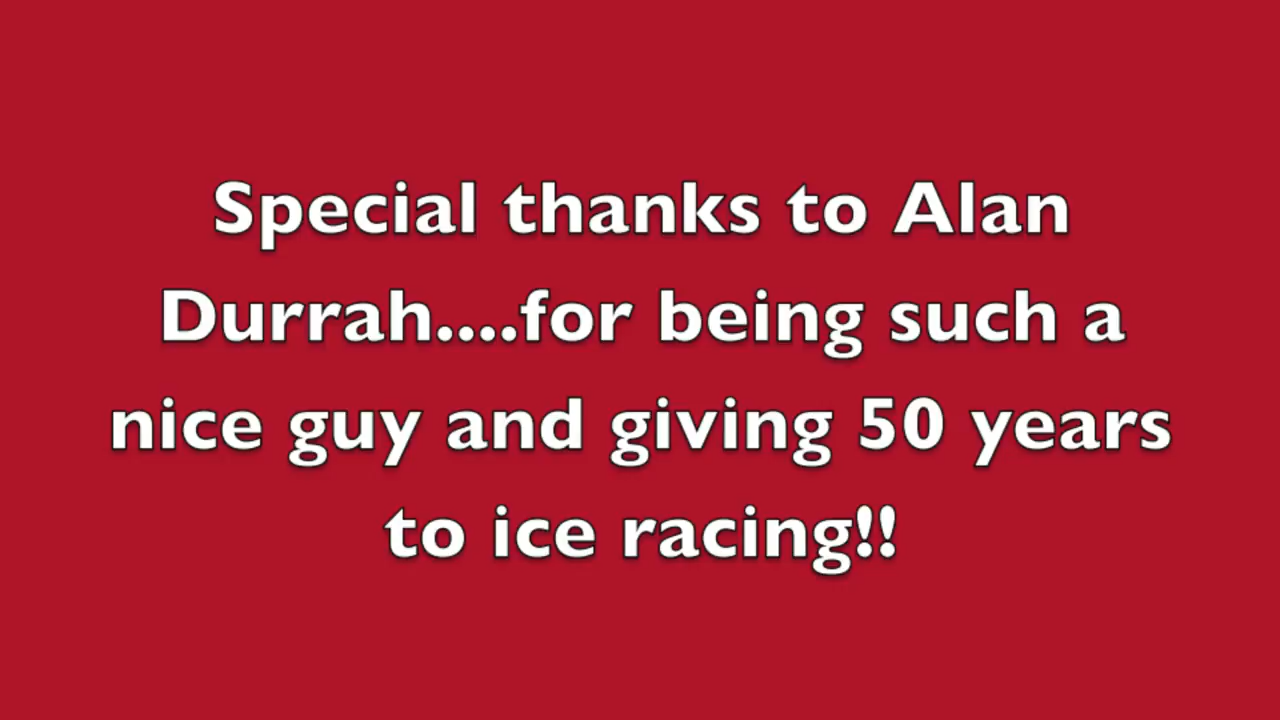 Special thanks to Alan
Durrah....for being such a
nice guy and giving 50 years
to ice racing!!